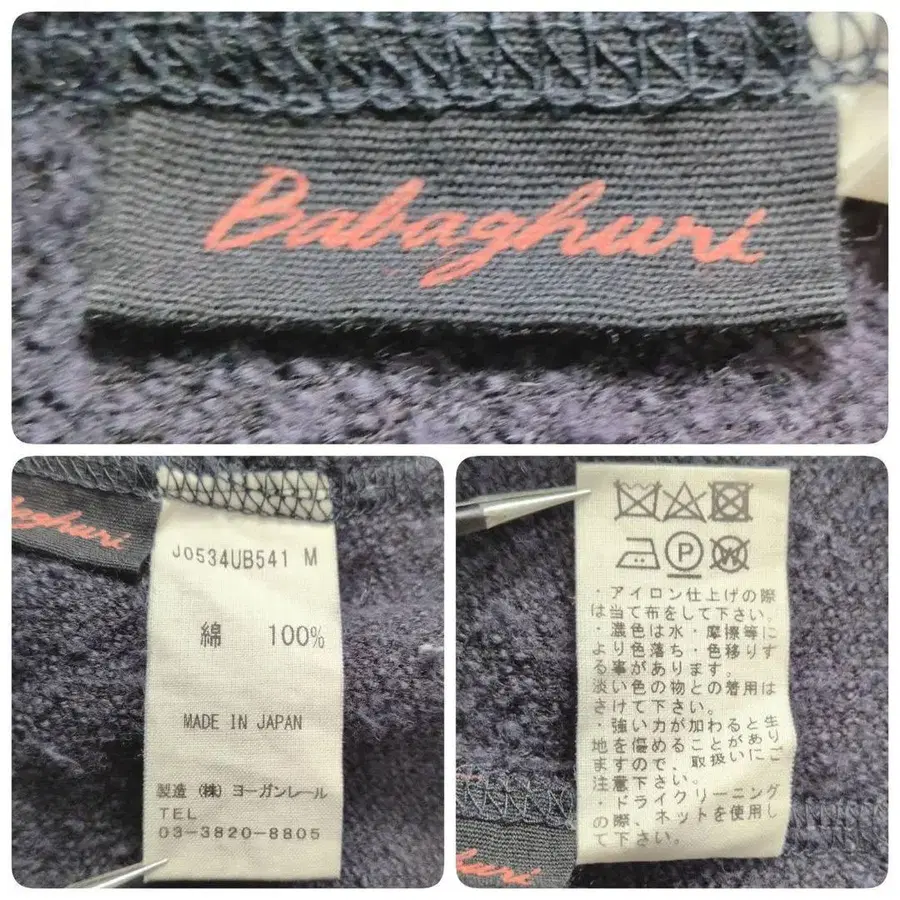 Babaghuri
aghuri
J0534UB541 M
綿 100%
MADE IN JAPAN
製造 (株) ヨーガンレール
TEL
03-3820-8805
P
W
・アイロン仕上げの際
は当て布をして下さい。
・濃色は水・摩擦等に
より色落ち・色移りす
る事があります。
淡い色の物との着用は
さけて下さい。
・強い力が加わると生
地を傷めることがあり
ますので、取扱いにご
注意下さい。
・ドライクリーニング
の際、ネットを使用し
て下さい。
uri